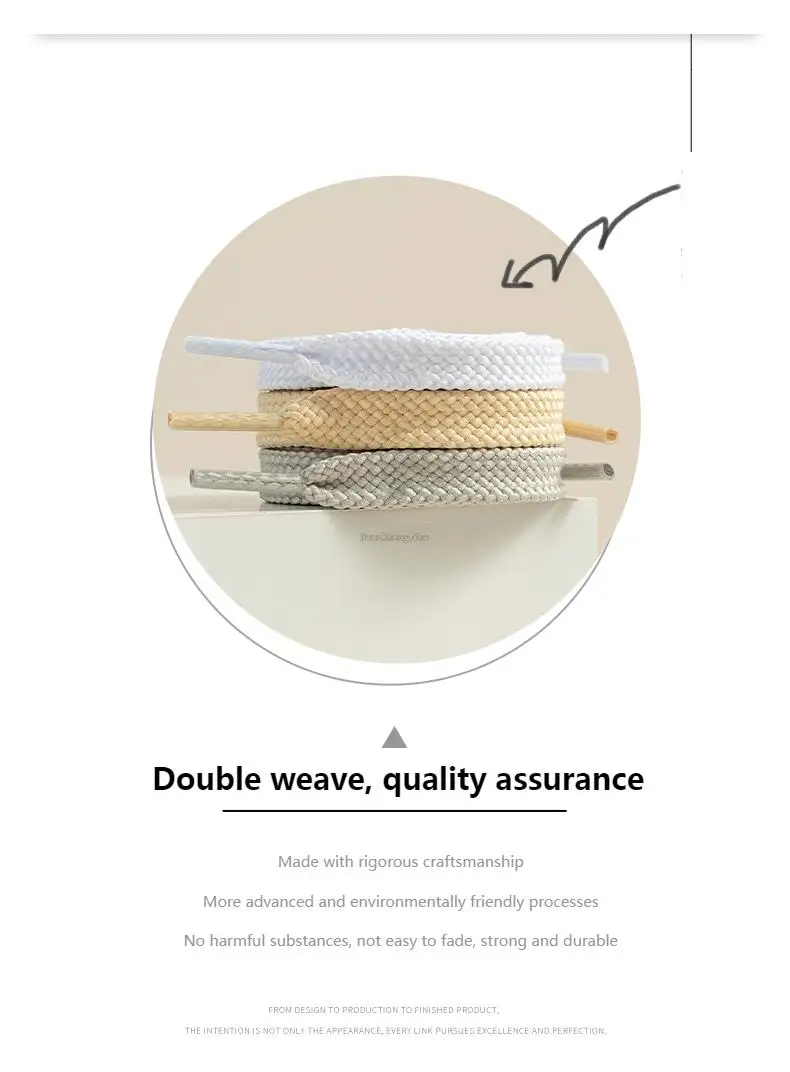 Double weave, quality assurance
Made with rigorous craftsmanship
More advanced and environmentally friendly processes
No harmful substances, not easy to fade, strong and durable
FROM DESIGN TO PRODUCTION TO FINISHED PRODUCT,
THE INTENTION IS NOT ONLY THE APPEARANCE, EVERY LINK PURSUES EXCELLENCE AND PERFECTION.